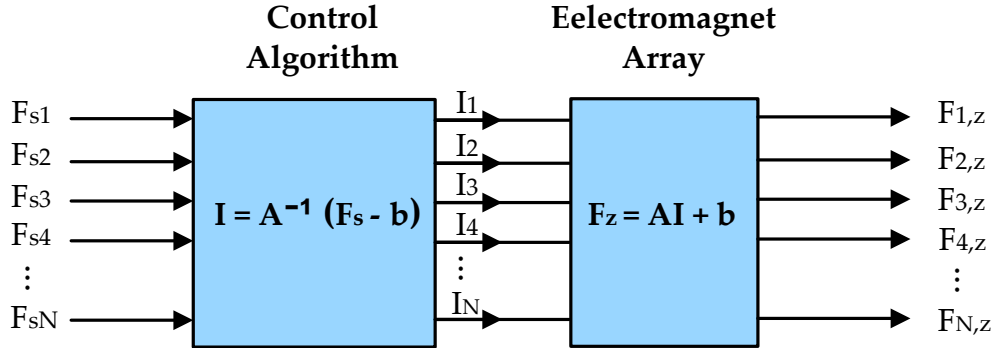 Control
Algorithm
Eelectromagnet
Array
Fs1
Fs2
Fs3
Fs4
⋮
FsN
I = A⁻¹ (Fs - b)
I1
I2
I3
I4
⋮
IN
Fz = AI + b
F1,z
F2,z
F3,z
F4,z
⋮
FN,z